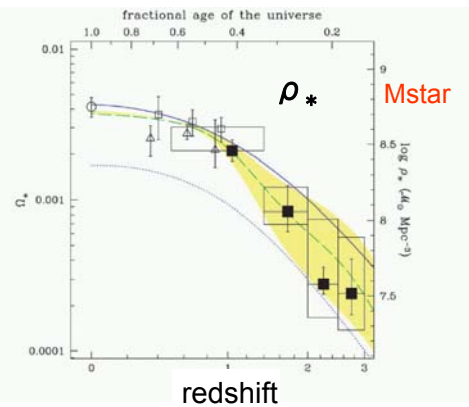 fractional age of the universe
1.0 0.8 0.6 0.4 0.2
0.01
9
ρ* Mstar
8.5
Ω* 0.001
8
log ρ* (M⊙ Mpc⁻³)
7.5
0.0001
0 1 2 3
redshift